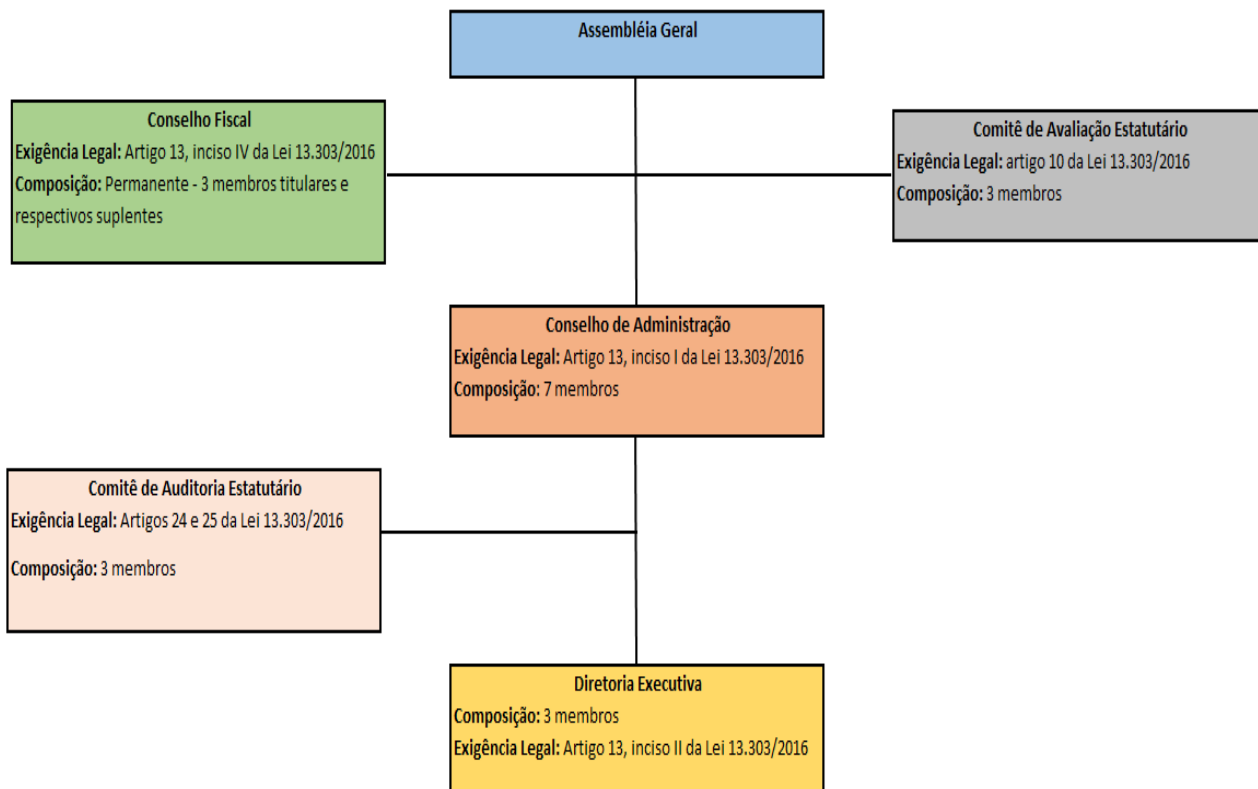 Assembléia Geral
Conselho Fiscal
Exigência Legal: Artigo 13, inciso IV da Lei 13.303/2016
Composição: Permanente - 3 membros titulares e
respectivos suplentes
Comitê de Avaliação Estatutário
Exigência Legal: artigo 10 da Lei 13.303/2016
Composição: 3 membros
Conselho de Administração
Exigência Legal: Artigo 13, inciso I da Lei 13.303/2016
Composição: 7 membros
Comitê de Auditoria Estatutário
Exigência Legal: Artigos 24 e 25 da Lei 13.303/2016
Composição: 3 membros
Diretoria Executiva
Composição: 3 membros
Exigência Legal: Artigo 13, inciso II da Lei 13.303/2016